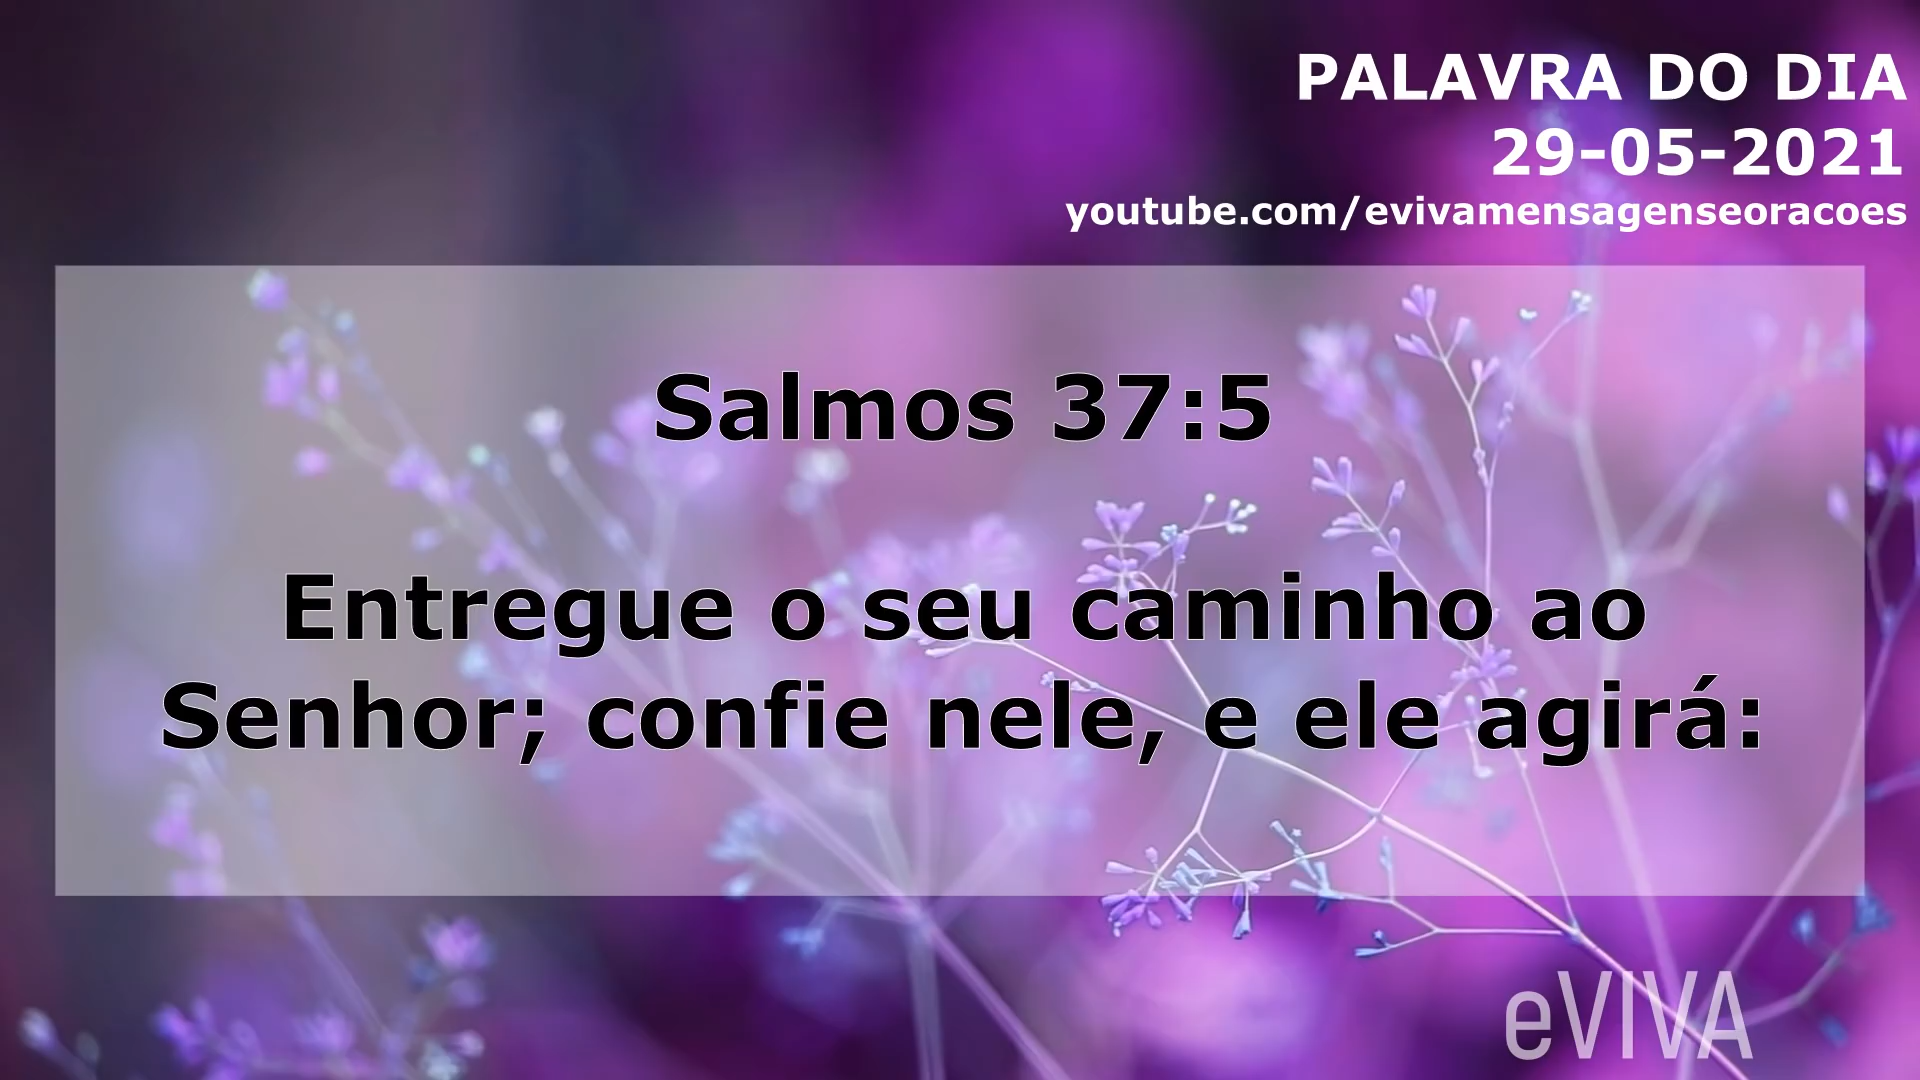 PALAVRA DO DIA
29-05-2021
youtube.com/evivamensagenseoracoes
Salmos 37:5
Entregue o seu caminho ao
Senhor; confie nele, e ele agirá:
eVIVA